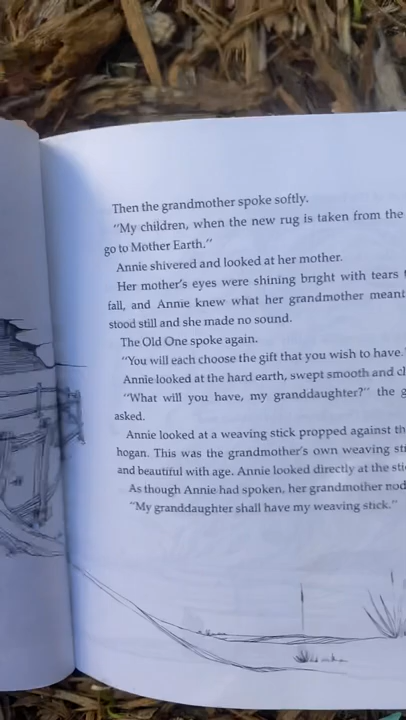 Then the grandmother spoke softly.
"My children, when the new rug is taken from the
go to Mother Earth."
Annie shivered and looked at her mother.
Her mother's eyes were shining bright with tears
fall, and Annie knew what her grandmother meant
stood still and she made no sound.
The Old One spoke again.
"You will each choose the gift that you wish to have."
Annie looked at the hard earth, swept smooth and
"What will you have, my granddaughter?" the
asked.
Annie looked at a weaving stick propped against
hogan. This was the grandmother's own weaving
and beautiful with age. Annie looked directly at the
As though Annie had spoken, her grandmother
"My granddaughter shall have my weaving stick."